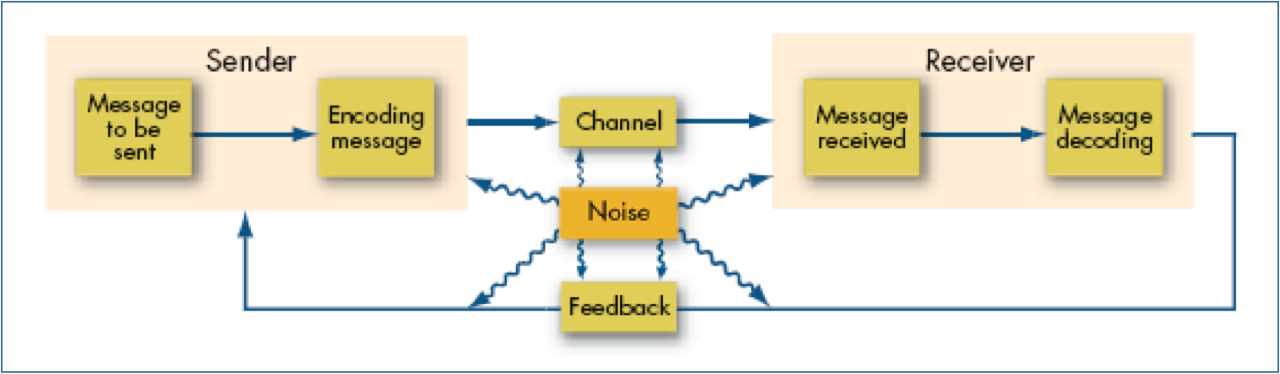 Sender
Message
to be
sent
Encoding
message
Channel
Noise
Feedback
Receiver
Message
received
Message
decoding